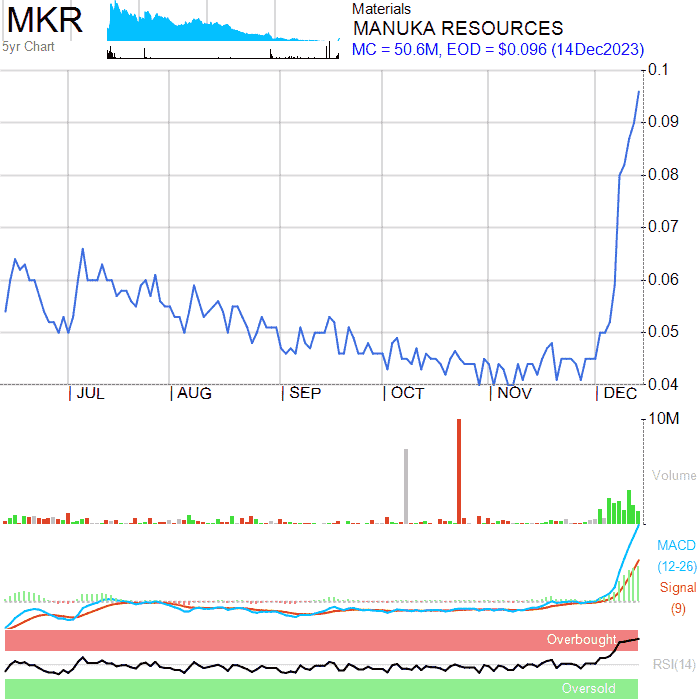 MKR
5yr Chart
Materials
MANUKA RESOURCES
MC = 50.6M, EOD = $0.096 (14Dec2023)
0.1
0.09
0.08
0.07
0.06
0.05
0.04
JUL AUG SEP OCT NOV DEC
10M
Volume
MACD
(12-26)
Signal
(9)
Overbought
RSI(14)
Oversold